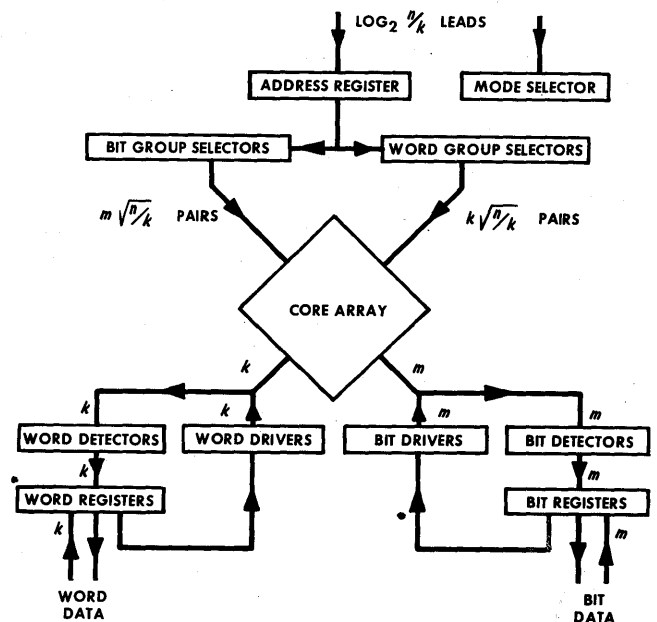 LOG₂ n/k LEADS
ADDRESS REGISTER
MODE SELECTOR
BIT GROUP SELECTORS
WORD GROUP SELECTORS
m √n/k PAIRS
k √n/k PAIRS
CORE ARRAY
k
m
k
k
m
m
WORD DETECTORS
WORD DRIVERS
BIT DRIVERS
BIT DETECTORS
k
m
WORD REGISTERS
BIT REGISTERS
k
m
WORD
DATA
BIT
DATA